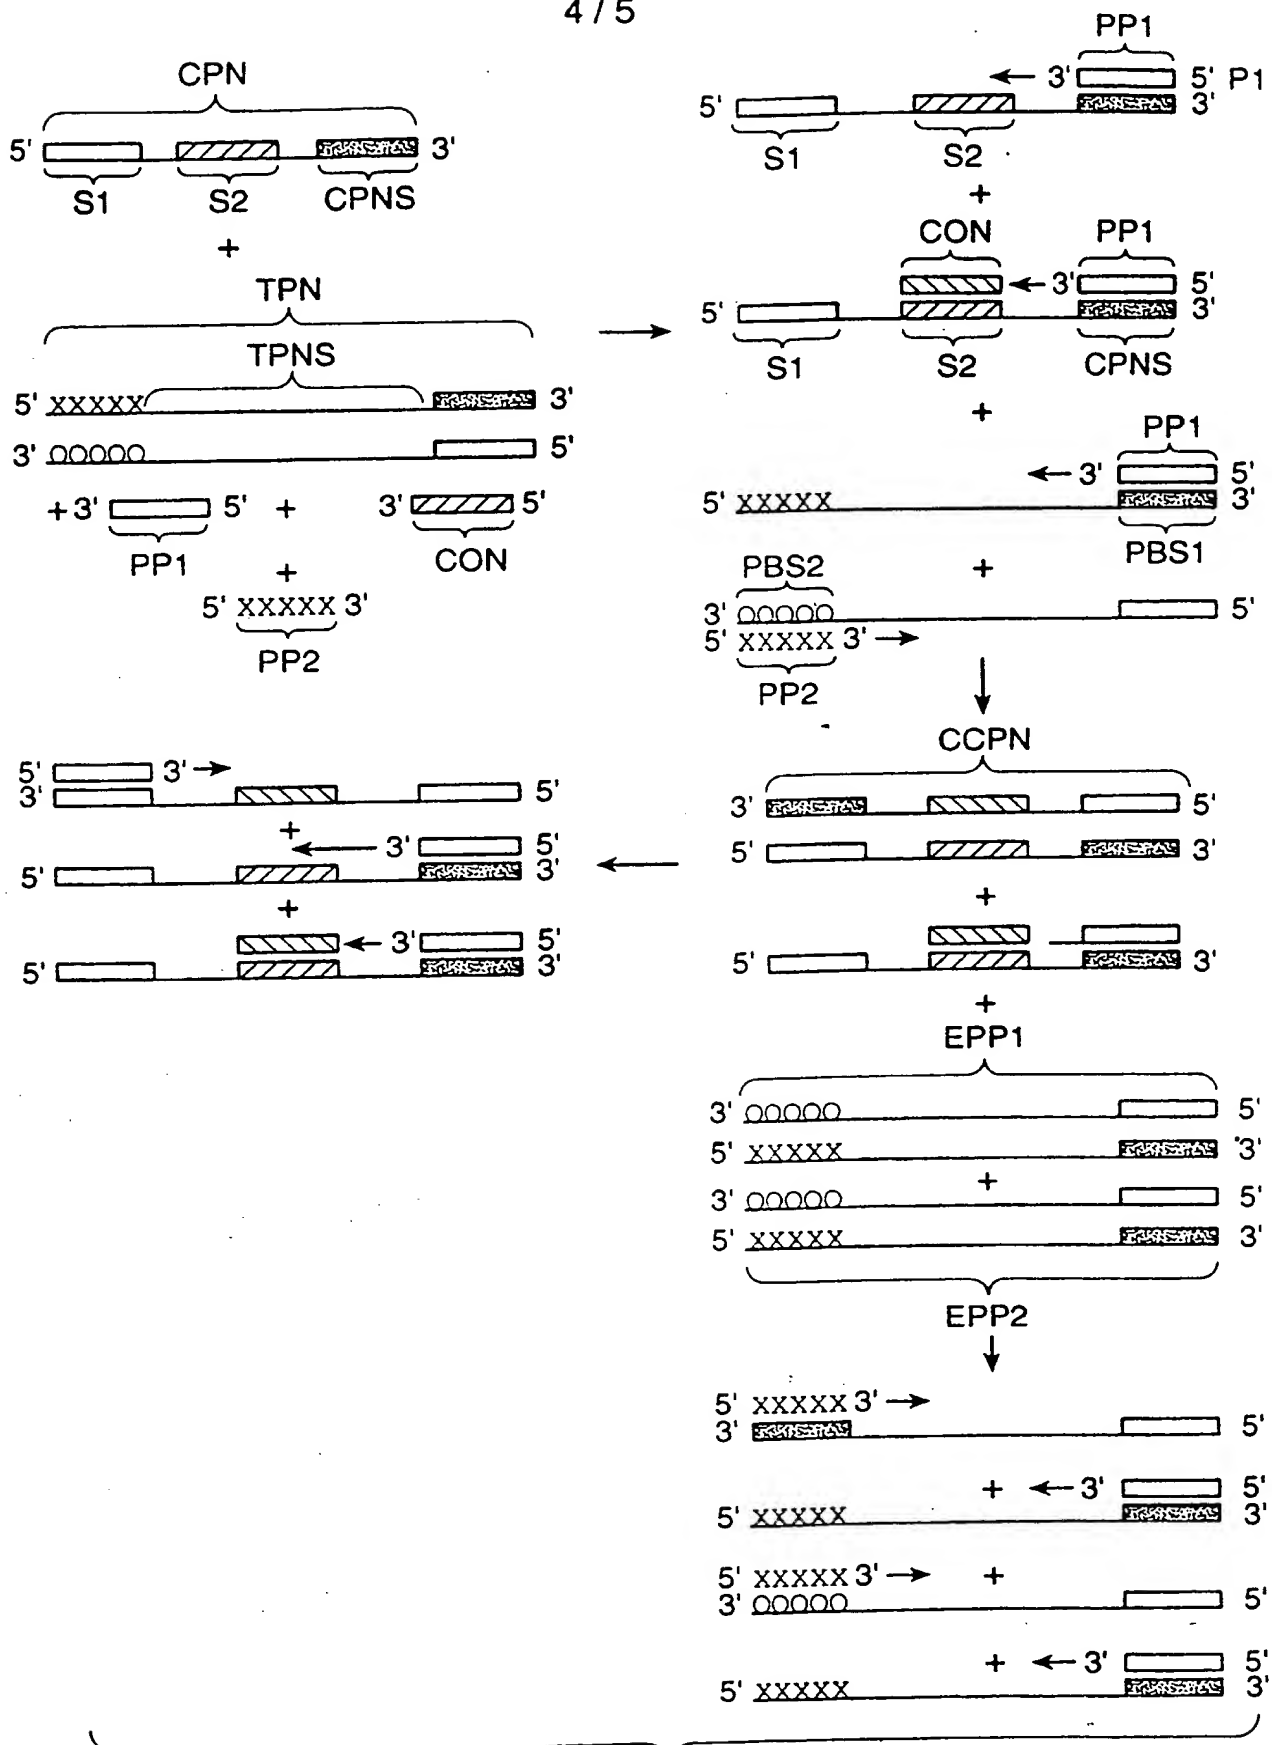 4 / 5
CPN
5' 3'
S1 S2 CPNS
+
TPN
TPNS
5' XXXXX 3'
3' OOOOO 5'
+ 3' 5' + 3' 5'
PP1 CON
+
5' XXXXX 3'
PP2
PP1
3' 5' P1
5' 3'
S1 S2
+
CON PP1
3' 5'
5' 3'
S1 S2 CPNS
+
PP1
3' 5'
5' XXXXX 3'
PBS1
+
PBS2
3' OOOOO 5'
5' XXXXX 3'
PP2
CCPN
3' 5'
5' 3'
+
5' 3'
+
EPP1
3' OOOOO 5'
5' XXXXX 3'
+
3' OOOOO 5'
5' XXXXX 3'
EPP2
5' 3'
3' 5'
+
3' 5'
5' 3'
+
3' 5'
5' 3'
5' XXXXX 3'
3' 5'
+ 3' 5'
5' XXXXX 3'
5' XXXXX 3' +
3' OOOOO 5'
+ 3' 5'
5' XXXXX 3'